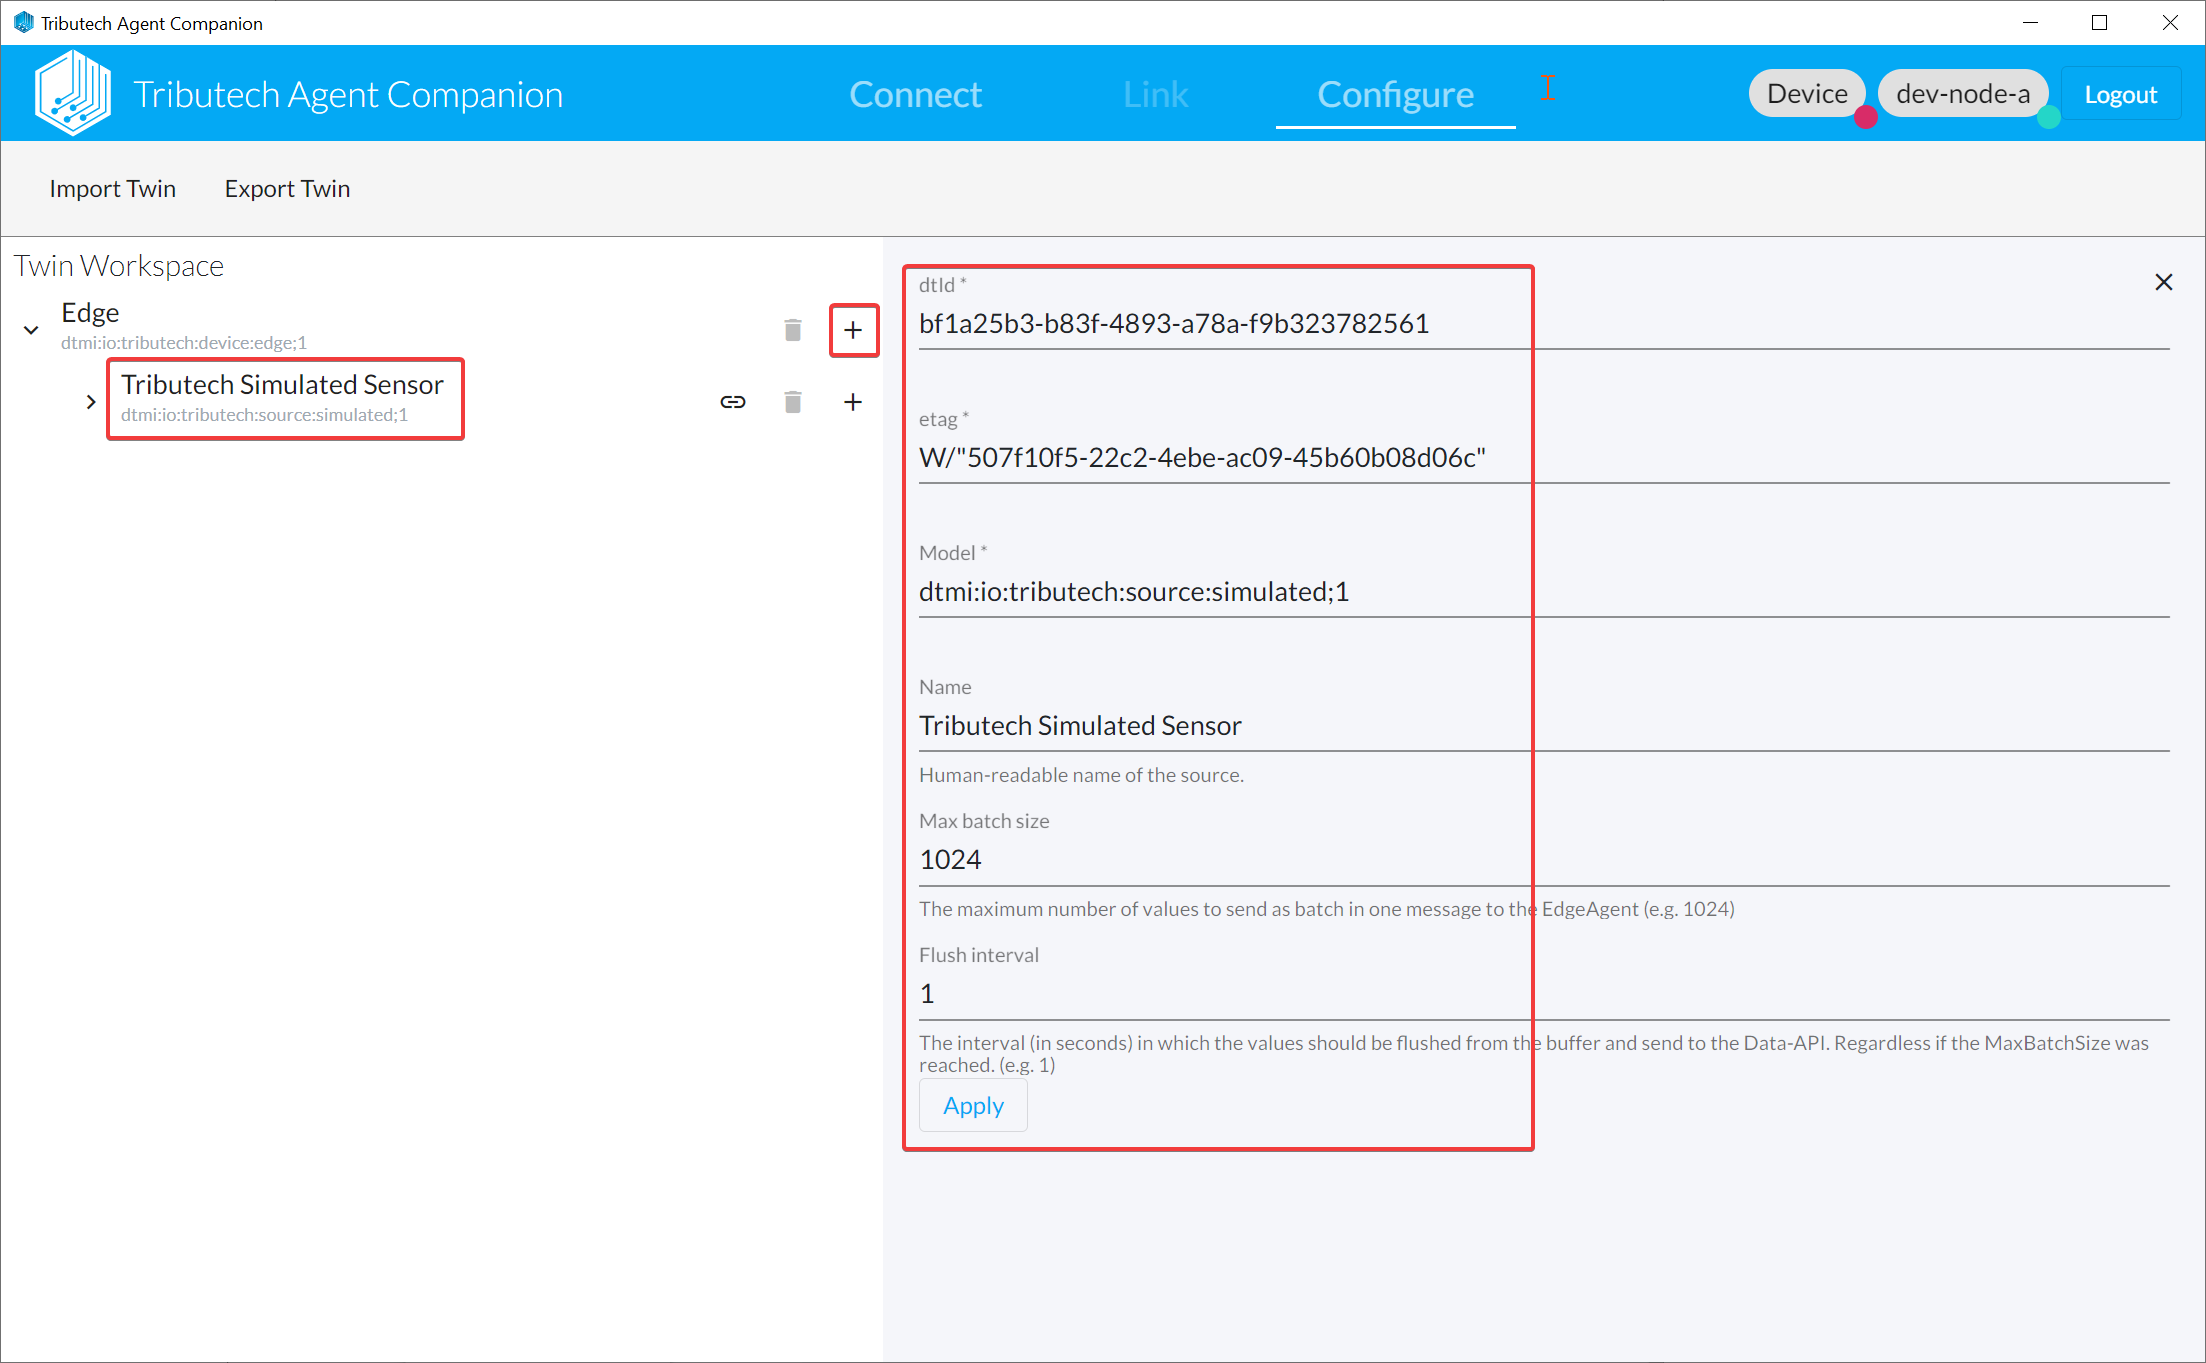 Tributech Agent Companion
Tributech Agent Companion
Connect
Link
Configure
Device
dev-node-a
Logout
Import Twin
Export Twin
Twin Workspace
Edge
dtmi:io:tributech:device:edge;1
Tributech Simulated Sensor
dtmi:io:tributech:source:simulated;1
dtId *
bf1a25b3-b83f-4893-a78a-f9b323782561
etag *
W/"507f10f5-22c2-4ebe-ac09-45b60b08d06c"
Model *
dtmi:io:tributech:source:simulated;1
Name
Tributech Simulated Sensor
Human-readable name of the source.
Max batch size
1024
The maximum number of values to send as batch in one message to the EdgeAgent (e.g. 1024)
Flush interval
1
The interval (in seconds) in which the values should be flushed from the buffer and send to the Data-API. Regardless if the MaxBatchSize was
reached. (e.g. 1)
Apply